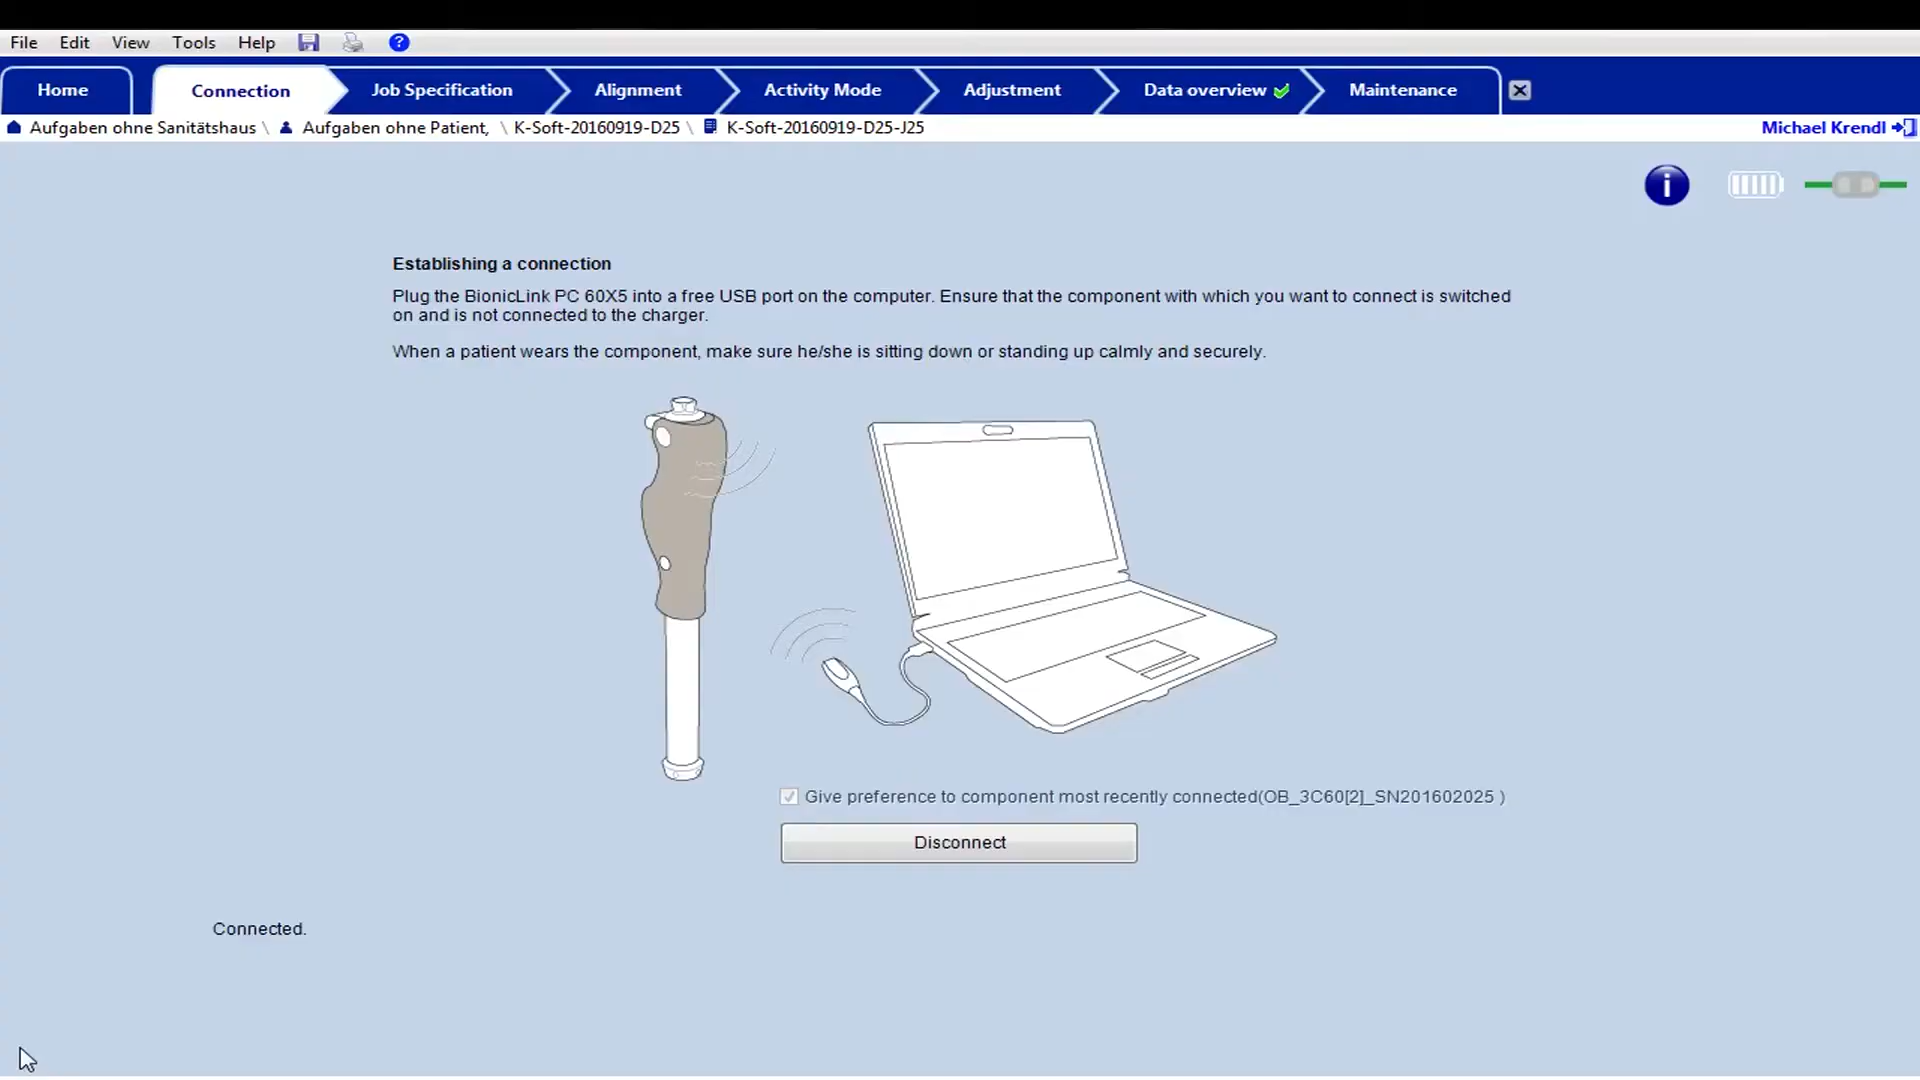 File Edit View Tools Help ?
Home Connection Job Specification Alignment Activity Mode Adjustment Data overview Maintenance
Aufgaben ohne Sanitätshaus \ Aufgaben ohne Patient, \ K-Soft-20160919-D25 \ K-Soft-20160919-D25-J25 Michael Krendl
i
Establishing a connection
Plug the BionicLink PC 60X5 into a free USB port on the computer. Ensure that the component with which you want to connect is switched
on and is not connected to the charger.
When a patient wears the component, make sure he/she is sitting down or standing up calmly and securely.
Give preference to component most recently connected(OB_3C60[2]_SN201602025 )
Disconnect
Connected.